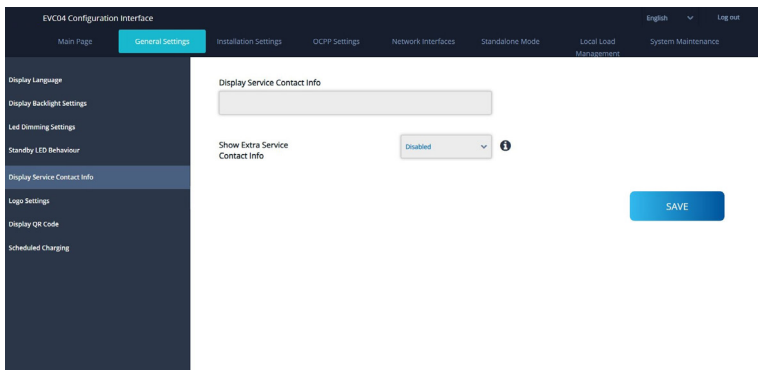 EVC04 Configuration Interface
English
Log out
Main Page
General Settings
Installation Settings
OCPP Settings
Network Interfaces
Standalone Mode
Local Load
Management
System Maintenance
Display Language
Display Backlight Settings
Led Dimming Settings
Standby LED Behaviour
Display Service Contact Info
Logo Settings
Display QR Code
Scheduled Charging
Display Service Contact Info
Show Extra Service
Contact Info
Disabled
SAVE